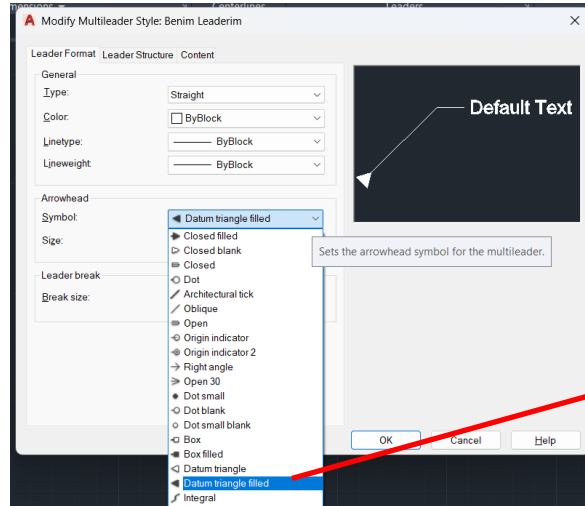 mensions Centerlines Leaders
A Modify Multileader Style: Benim Leaderim
Leader Format Leader Structure Content
General
Type: Straight
Color: ByBlock
Linetype: ByBlock
Lineweight: ByBlock
Default Text
Arrowhead
Symbol: Datum triangle filled
Size:
Closed filled
Closed blank
Closed
Sets the arrowhead symbol for the multileader.
Leader break
Break size:
Dot
Architectural tick
Oblique
Open
Origin indicator
Origin indicator 2
Right angle
Open 30
Dot small
Dot blank
Dot small blank
Box
Box filled
Datum triangle
Datum triangle filled
Integral
OK Cancel Help